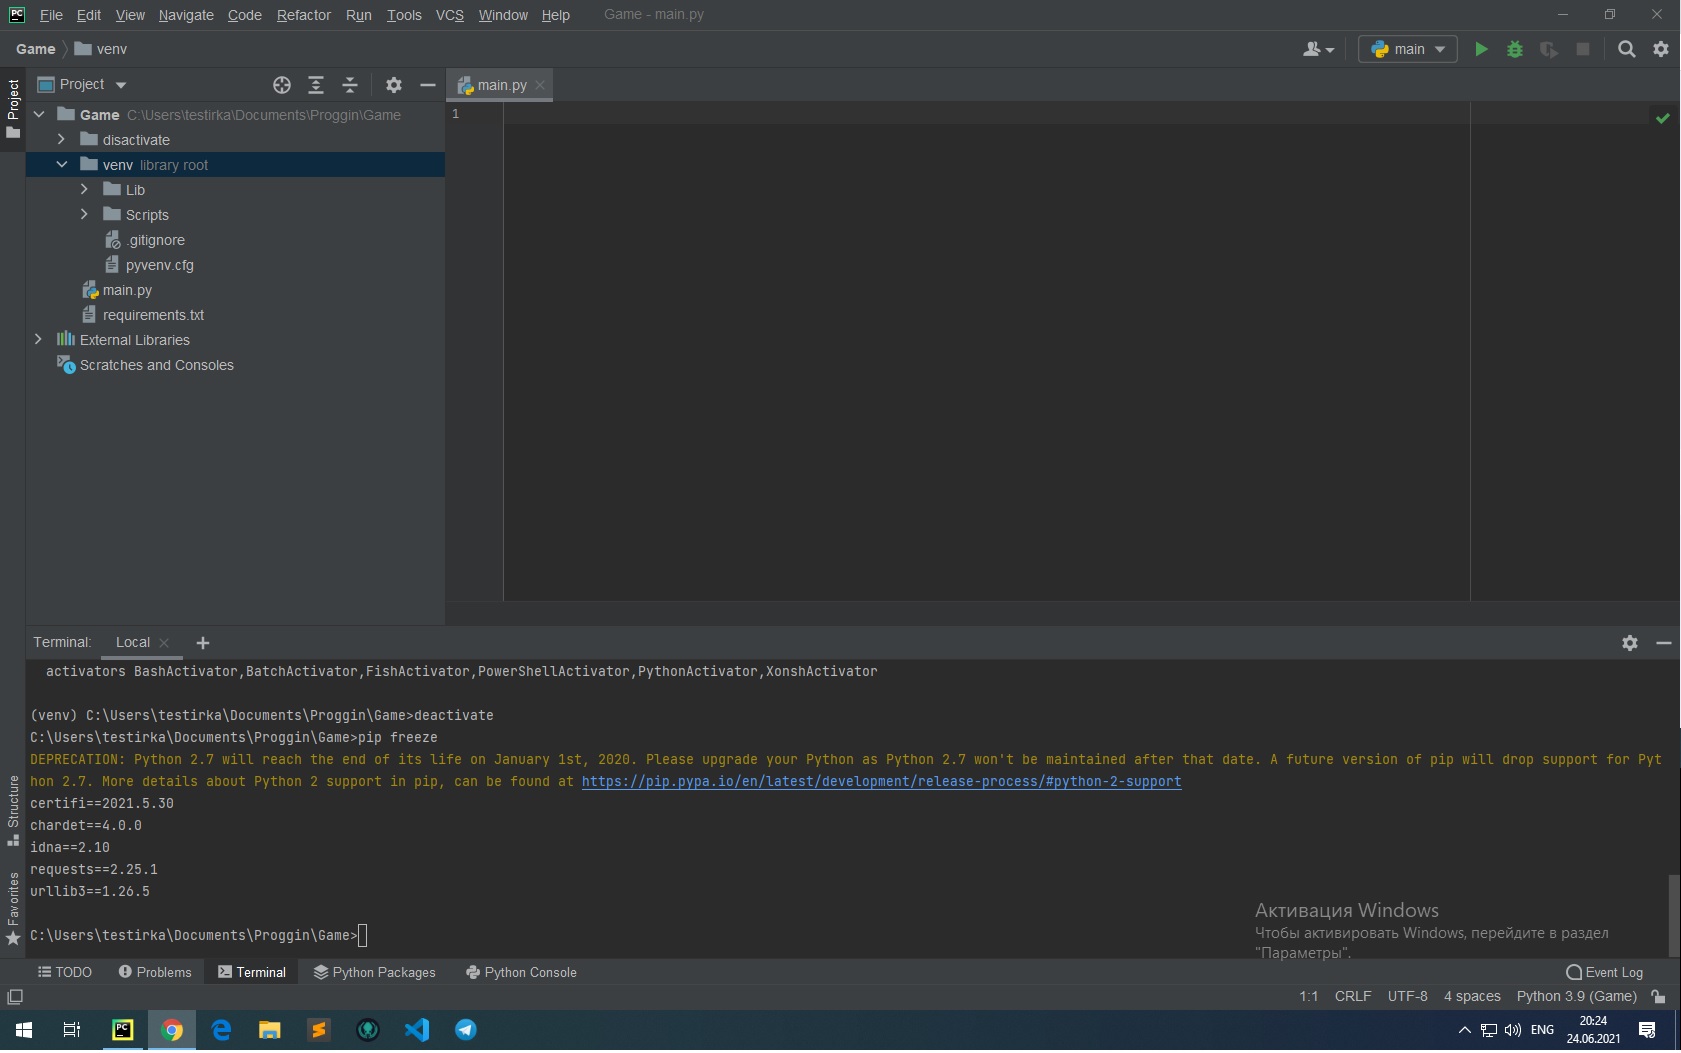 PC File Edit View Navigate Code Refactor Run Tools VCS Window Help Game - main.py
Game venv main
Project
Project main.py
Game C:\Users\testirka\Documents\Proggin\Game
1
disactivate
venv library root
Lib
Scripts
.gitignore
pyvenv.cfg
main.py
requirements.txt
External Libraries
Scratches and Consoles
Terminal: Local
activators BashActivator,BatchActivator,FishActivator,PowerShellActivator,PythonActivator,XonshActivator
(venv) C:\Users\testirka\Documents\Proggin\Game>deactivate
C:\Users\testirka\Documents\Proggin\Game>pip freeze
DEPRECATION: Python 2.7 will reach the end of its life on January 1st, 2020. Please upgrade your Python as Python 2.7 won't be maintained after that date. A future version of pip will drop support for Pyt
hon 2.7. More details about Python 2 support in pip, can be found at https://pip.pypa.io/en/latest/development/release-process/#python-2-support
certifi==2021.5.30
chardet==4.0.0
idna==2.10
requests==2.25.1
urllib3==1.26.5
C:\Users\testirka\Documents\Proggin\Game>
Structure
Favorites
Активация Windows
Чтобы активировать Windows, перейдите в раздел
"Параметры".
TODO Problems Terminal Python Packages Python Console Event Log
1:1 CRLF UTF-8 4 spaces Python 3.9 (Game)
PC ENG 20:24
24.06.2021